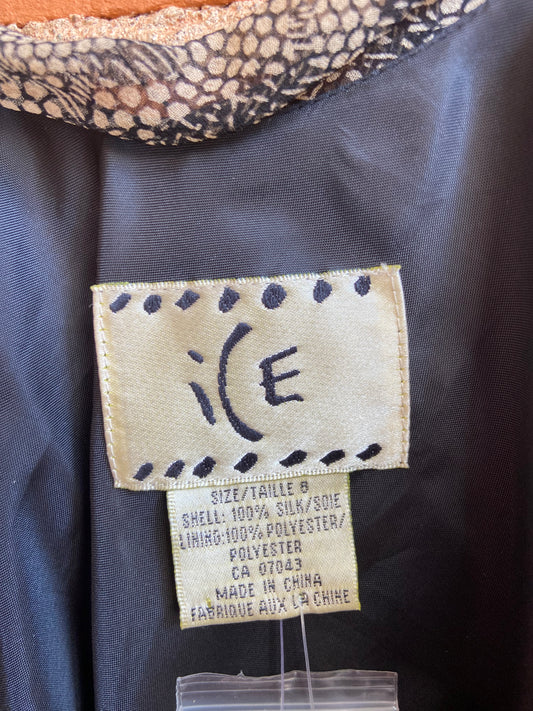 iCE
SIZE/TAILLE 8
SHELL: 100% SILK/SOIE
LINING:100% POLYESTER/
POLYESTER
CA 07043
MADE IN CHINA
FABRIQUE AUX LA CHINE